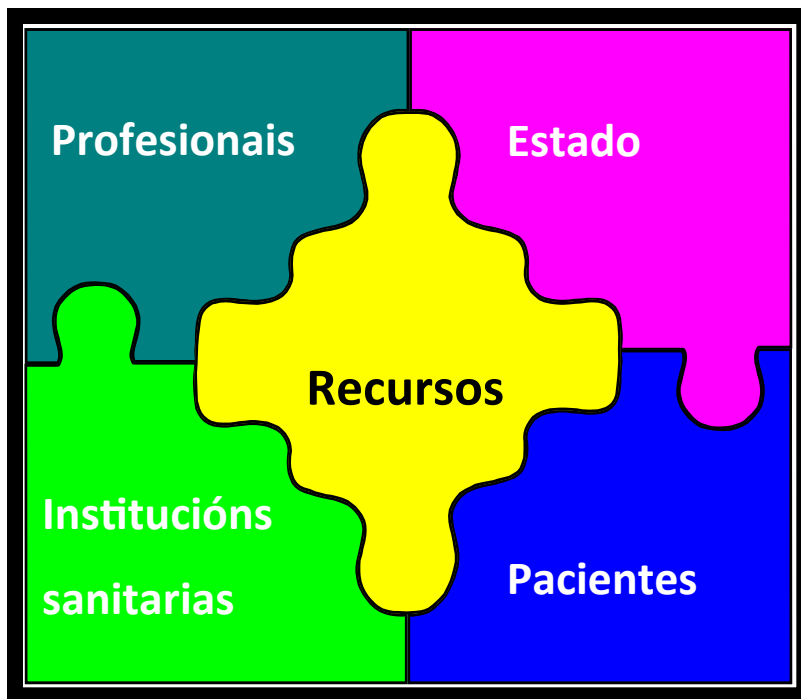 Profesionais
Estado
Recursos
Institucións
sanitarias
Pacientes